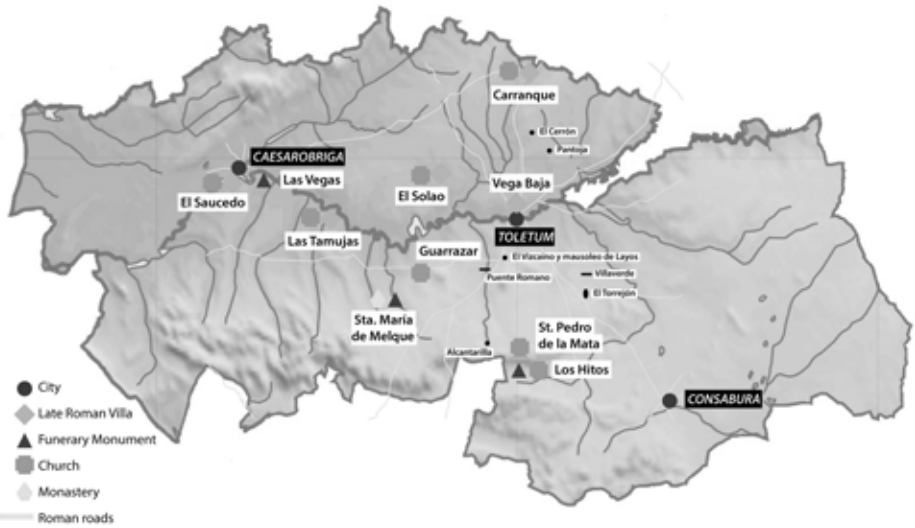 Carranque
El Cerrón
Pantoja
CAESAROBRIGA
Las Vegas
Vega Baja
El Saucedo
El Solao
Las Tamujas
TOLETUM
Guarrazar
El Vizcaino y mausoleo de Layos
Puente Romano
Villaverde
El Torrejón
Sta. María
de Melque
St. Pedro
de la Mata
Alcantarilla
Los Hitos
CONSABURA
City
Late Roman Villa
Funerary Monument
Church
Monastery
Roman roads